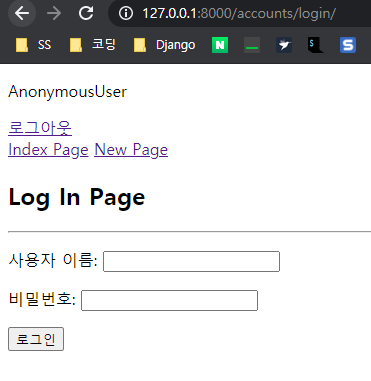 127.0.0.1:8000/accounts/login/
SS 코딩 Django
AnonymousUser
로그아웃
Index Page New Page
Log In Page
사용자 이름:
비밀번호:
로그인